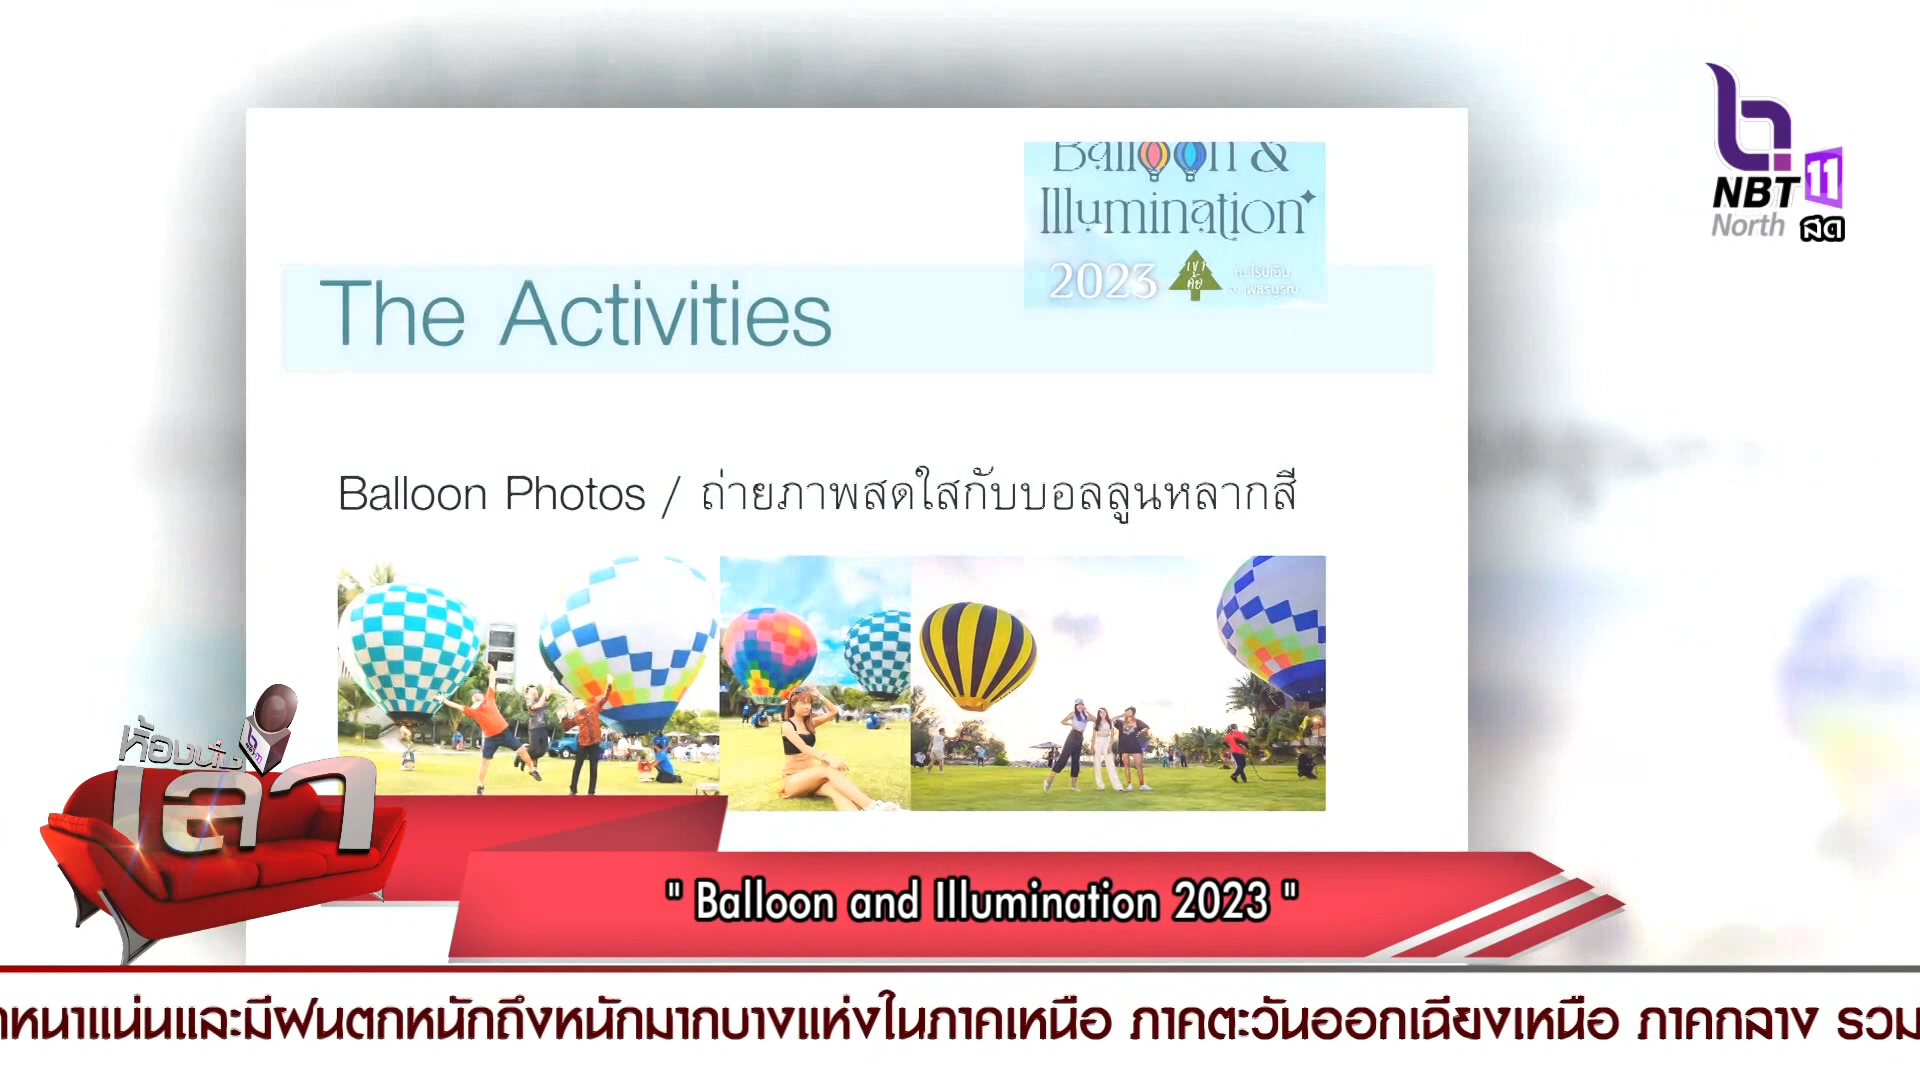 Balloon &
Illumination
2023 เขาค้อ
NBT 11
North สด
The Activities
Balloon Photos / ถ่ายภาพสดใสกับบอลลูนหลากสี
ห้องนั่ง
เล่า
" Balloon and Illumination 2023 "
หนาแน่นและมีฝนตกหนักถึงหนักมากบางแห่งในภาคเหนือ ภาคตะวันออกเฉียงเหนือ ภาคกลาง รวม